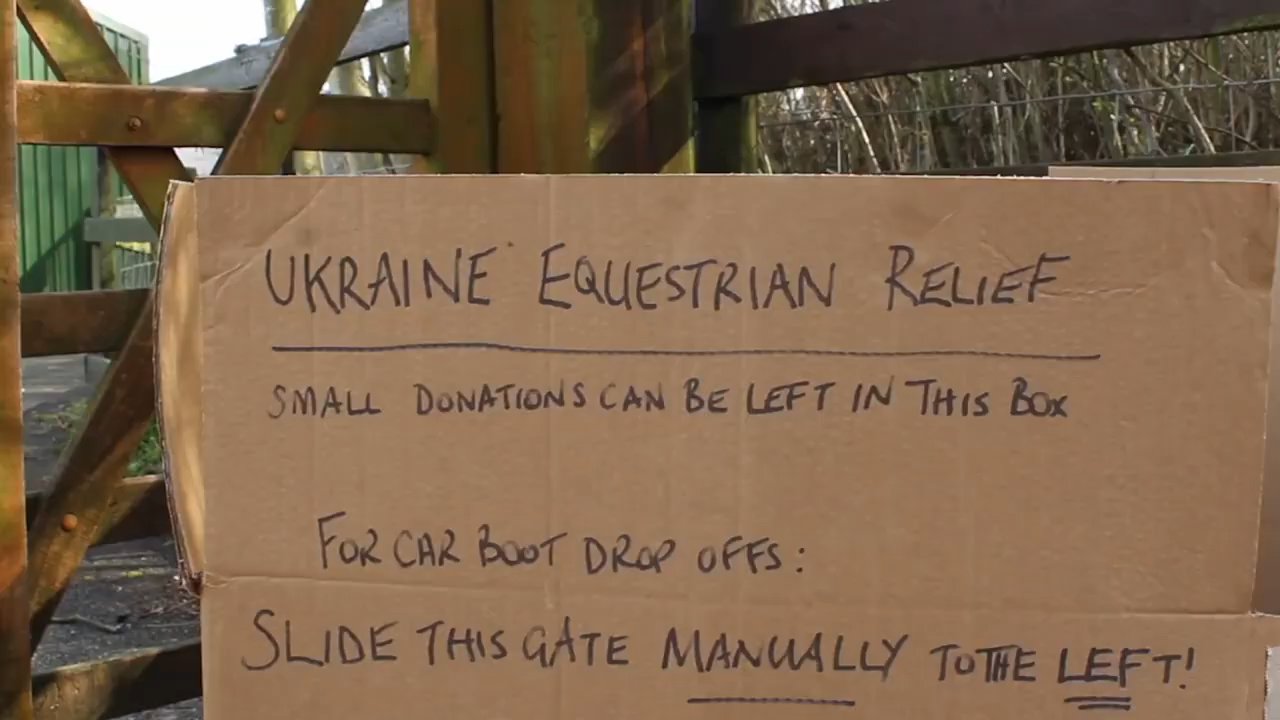 UKRAINE EQUESTRIAN RELIEF
SMALL DONATIONS CAN BE LEFT IN THIS BOX
FOR CAR BOOT DROP OFFS:
SLIDE THIS GATE MANUALLY TO THE LEFT!